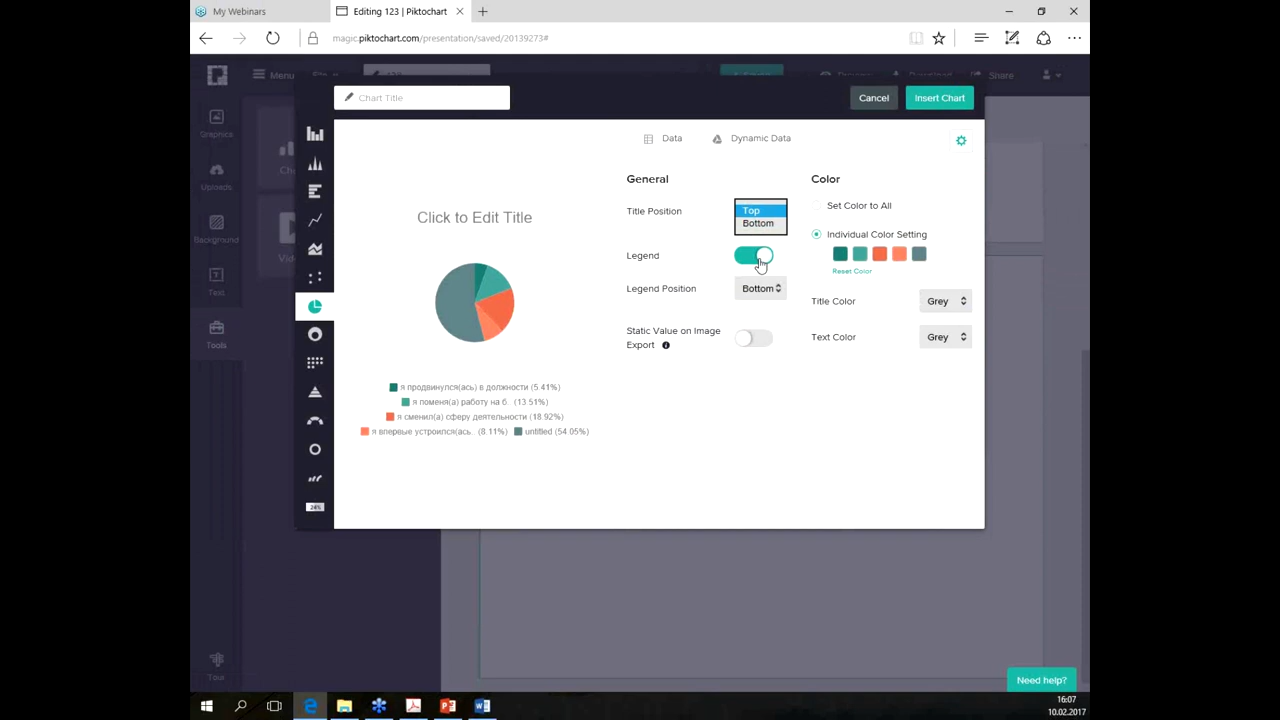 My Webinars
Editing 123 | Piktochart
magic.piktochart.com/presentation/saved/20139273#
Menu
Share
Graphics
Uploads
Background
Text
Tools
Tour
Chart Title
Cancel
Insert Chart
Data
Dynamic Data
General
Color
Title Position
Top
Bottom
Set Color to All
Individual Color Setting
Reset Color
Legend
Legend Position
Bottom
Title Color
Grey
Static Value on Image
Export
Text Color
Grey
Click to Edit Title
я продвинулся(ась) в должности (5.41%)
я поменя(а) работу на б.. (13.51%)
я сменил(а) сферу деятельности (18.92%)
я впервые устроился(ась.. (8.11%) untitled (54.05%)
24%
Need help?
16:07
10.02.2017